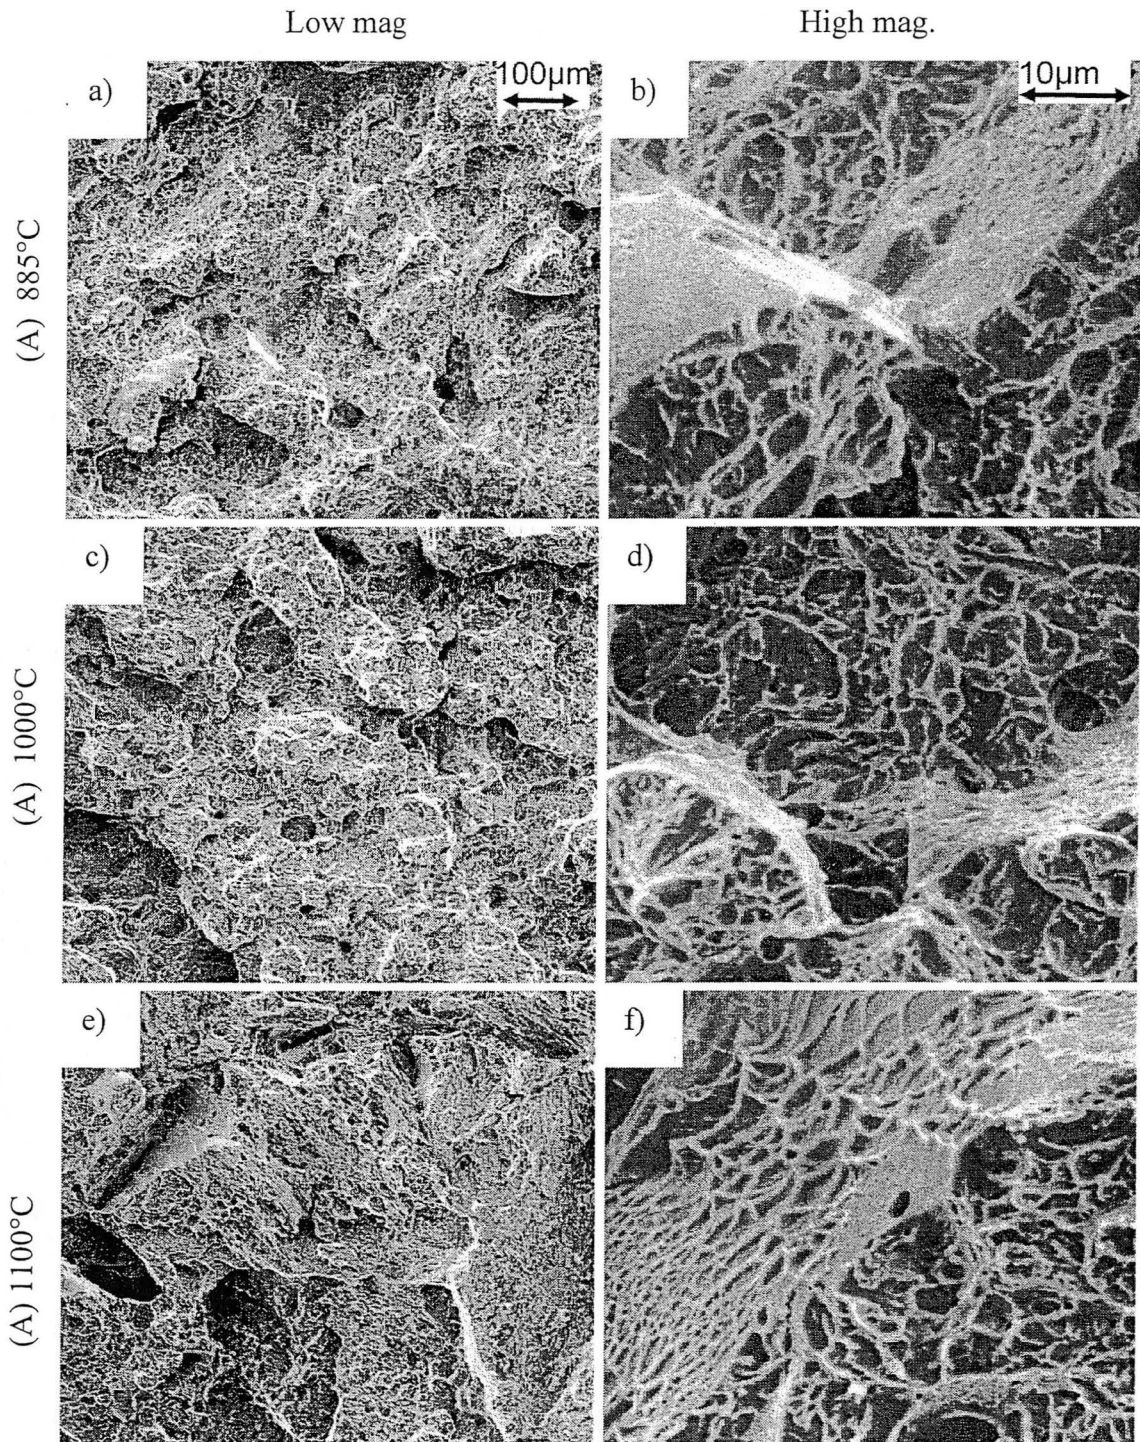 Low mag
High mag.
a)
100µm
b)
10µm
(A) 885°C
c)
d)
(A) 1000°C
e)
f)
(A) 1100°C